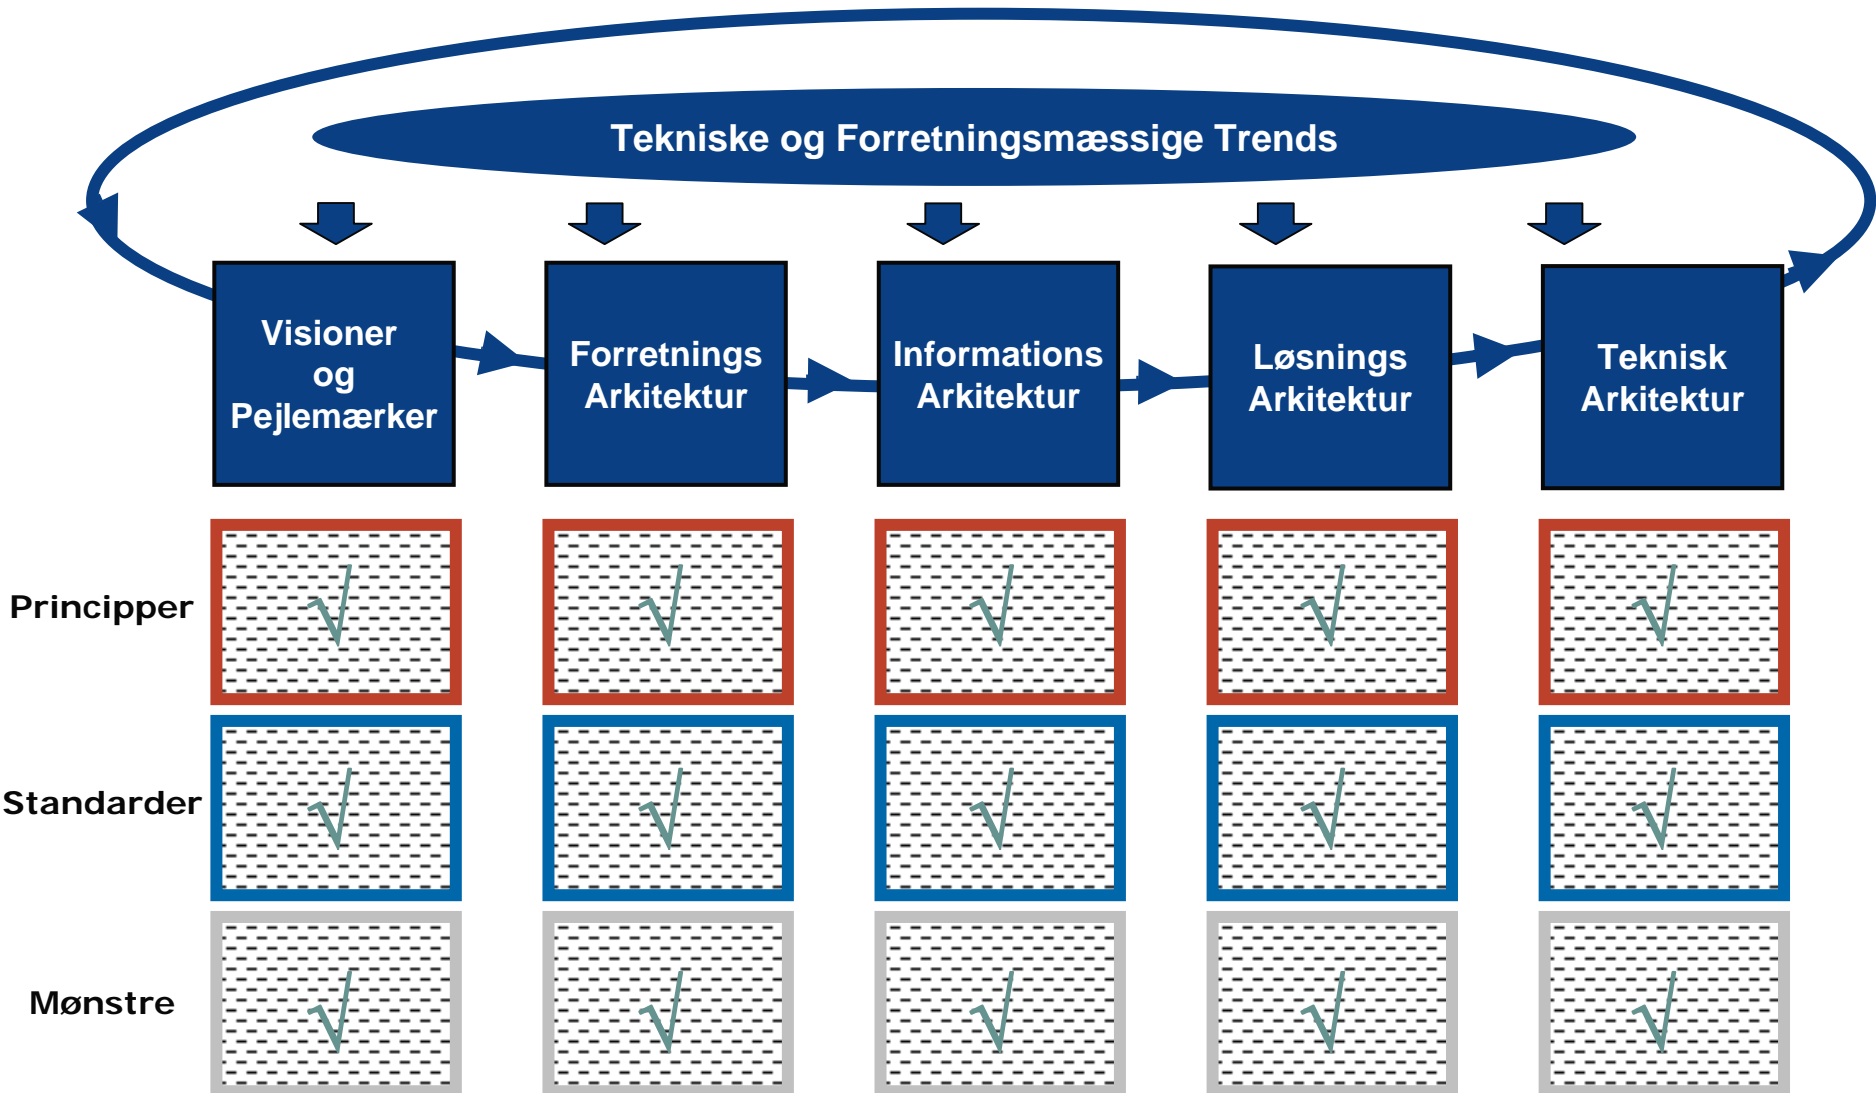 Tekniske og Forretningsmæssige Trends
Visioner
og
Pejlemærker
Forretnings
Arkitektur
Informations
Arkitektur
Løsnings
Arkitektur
Teknisk
Arkitektur
Principper
Standarder
Mønstre